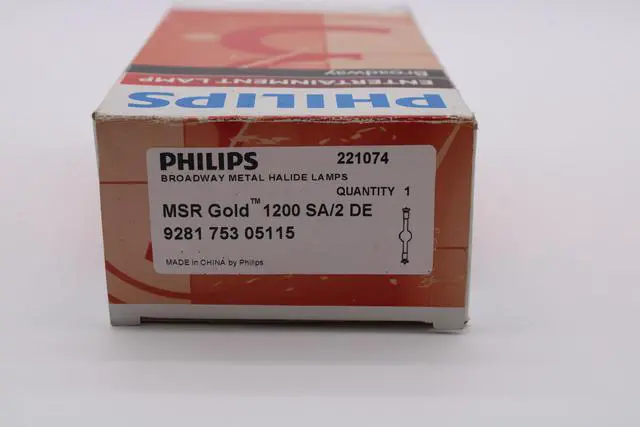 Broadway
ENTERTAINMENT LAMP
PHILIPS
PHILIPS 221074
BROADWAY METAL HALIDE LAMPS
QUANTITY 1
MSR Gold™ 1200 SA/2 DE
9281 753 05115
MADE in CHINA by Philips